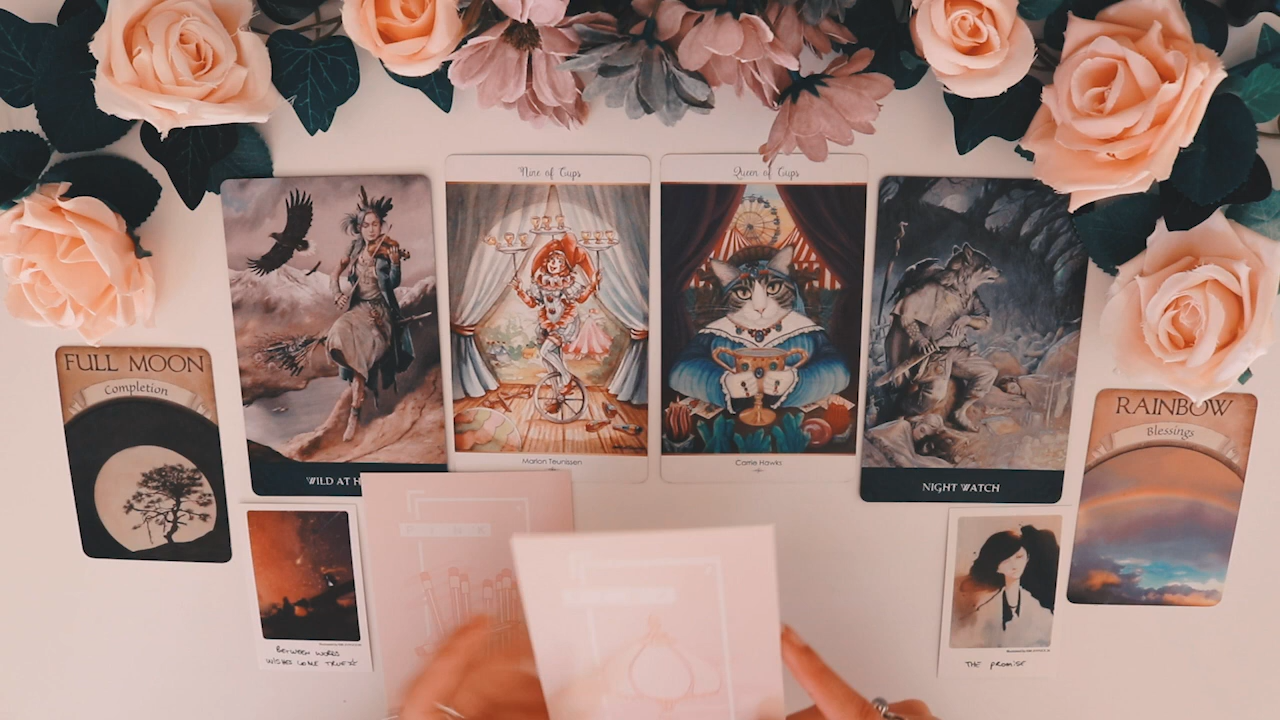 Nine of Cups
Queen of Cups
FULL MOON
Completion
RAINBOW
Blessings
Marlon Teunissen
Carrie Hawks
WILD AT H
NIGHT WATCH
BETWEEN WORDS
WISHES COME TRUE
THE PROMISE